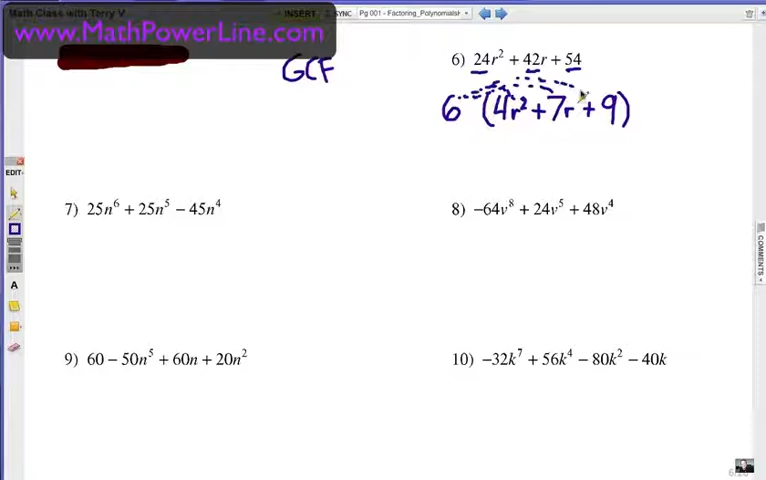 Math Class with Terry V
INSERT
SYNC
Pg 001 - Factoring_Polynomials
www.MathPowerLine.com
GCF
6) 24r² + 42r + 54
6 (4r² + 7r + 9)
EDIT
A
COMMENTS
7) 25n⁶ + 25n⁵ − 45n⁴
8) −64v⁸ + 24v⁵ + 48v⁴
9) 60 − 50n⁵ + 60n + 20n²
10) −32k⁷ + 56k⁴ − 80k² − 40k